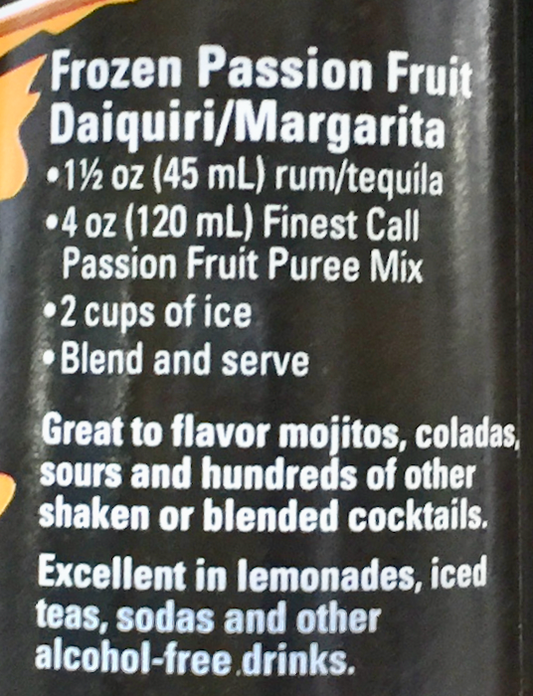 Frozen Passion Fruit
Daiquiri/Margarita
•1½ oz (45 mL) rum/tequila
•4 oz (120 mL) Finest Call
Passion Fruit Puree Mix
•2 cups of ice
•Blend and serve
Great to flavor mojitos, coladas,
sours and hundreds of other
shaken or blended cocktails.
Excellent in lemonades, iced
teas, sodas and other
alcohol-free drinks.